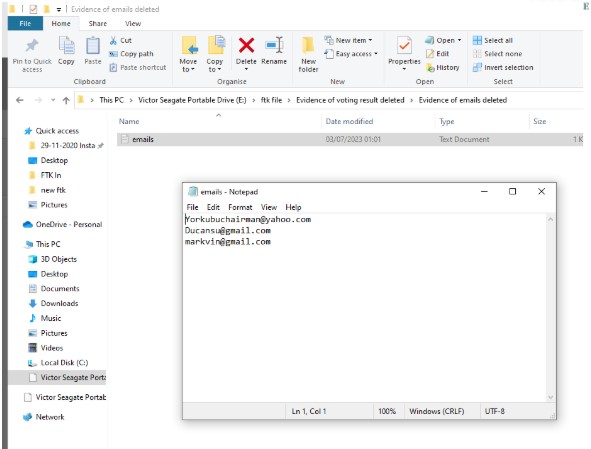 Evidence of emails deleted
File
Home
Share
View
Pin to Quick access
Copy
Paste
Cut
Copy path
Paste shortcut
Clipboard
Move to
Copy to
Delete
Rename
Organise
New folder
New item
Easy access
New
Properties
Open
Edit
History
Open
Select all
Select none
Invert selection
Select
This PC > Victor Seagate Portable Drive (E:) > ftk file > Evidence of voting result deleted > Evidence of emails deleted
Name
Date modified
Type
Size
emails
03/07/2023 01:01
Text Document
1 K
Quick access
29-11-2020 Insta
Desktop
FTK In
new ftk
Pictures
OneDrive - Personal
This PC
3D Objects
Desktop
Documents
Downloads
Music
Pictures
Videos
Local Disk (C:)
Victor Seagate Porta
Victor Seagate Portab
Network
emails - Notepad
File Edit Format View Help
Yorkubuchairman@yahoo.com
Ducansu@gmail.com
markvin@gmail.com
Ln 1, Col 1
100%
Windows (CRLF)
UTF-8